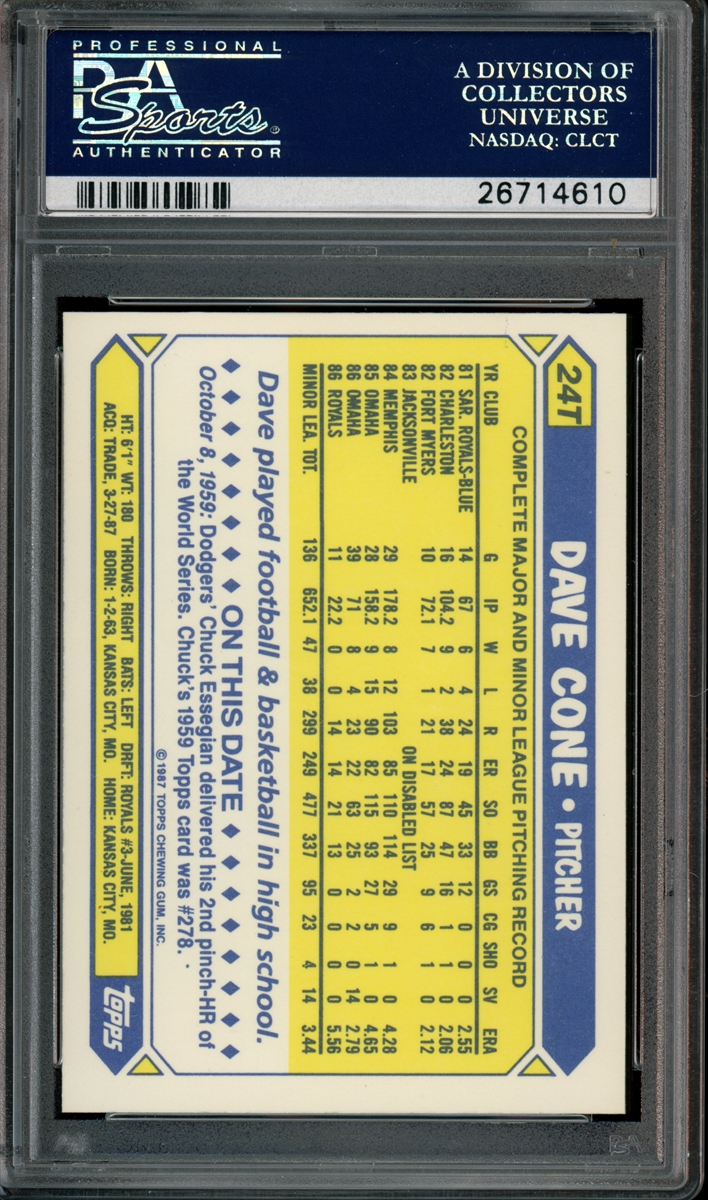 PROFESSIONAL
PSA
Sports®
AUTHENTICATOR
A DIVISION OF
COLLECTORS
UNIVERSE
NASDAQ: CLCT
26714610
24T
DAVE CONE • PITCHER
COMPLETE MAJOR AND MINOR LEAGUE PITCHING RECORD
YR CLUB G IP W L R ER SO BB GS CG SHO SV ERA
81 SAR. ROYALS-BLUE 14 67 6 4 24 19 45 33 12 0 0 0 2.55
82 CHARLESTON 16 104.2 9 2 38 24 87 47 16 1 0 0 2.06
82 FORT MYERS 10 72.1 7 1 21 17 57 25 9 6 1 0 2.12
83 JACKSONVILLE ON DISABLED LIST
84 MEMPHIS 29 178.2 8 12 103 85 110 114 29 9 1 0 4.28
85 OMAHA 28 158.2 9 15 90 82 115 93 27 5 1 0 4.65
86 OMAHA 39 71 8 4 23 22 63 25 2 2 0 14 2.79
86 ROYALS 11 22.2 0 0 14 14 21 13 0 0 0 0 5.56
MINOR LEA. TOT. 136 652.1 47 38 299 249 477 337 95 23 4 14 3.44
Dave played football & basketball in high school.
ON THIS DATE
October 8, 1959: Dodgers' Chuck Essegian delivered his 2nd pinch-HR of
the World Series. Chuck's 1959 Topps card was #278.
© 1987 TOPPS CHEWING GUM, INC.
HT: 6'1" WT: 180 THROWS: RIGHT BATS: LEFT DRFT: ROYALS #3-JUNE, 1981
ACQ: TRADE, 3-27-87 BORN: 1-2-63, KANSAS CITY, MO. HOME: KANSAS CITY, MO.
topps